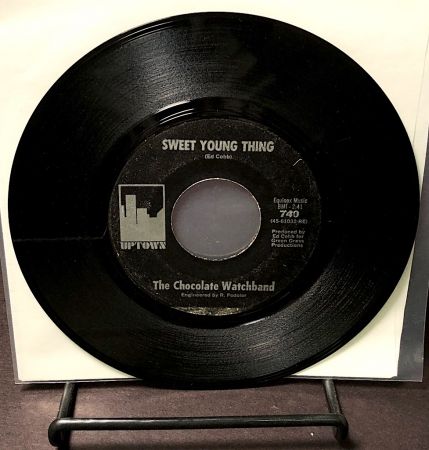 SWEET YOUNG THING
(Ed Cobb)
UPTOWN
Equinox Music
BMI - 2:41
740
(45-61032-RE)
Produced by
Ed Cobb for
Green Grass
Productions
The Chocolate Watchband
Engineered by R. Podolor